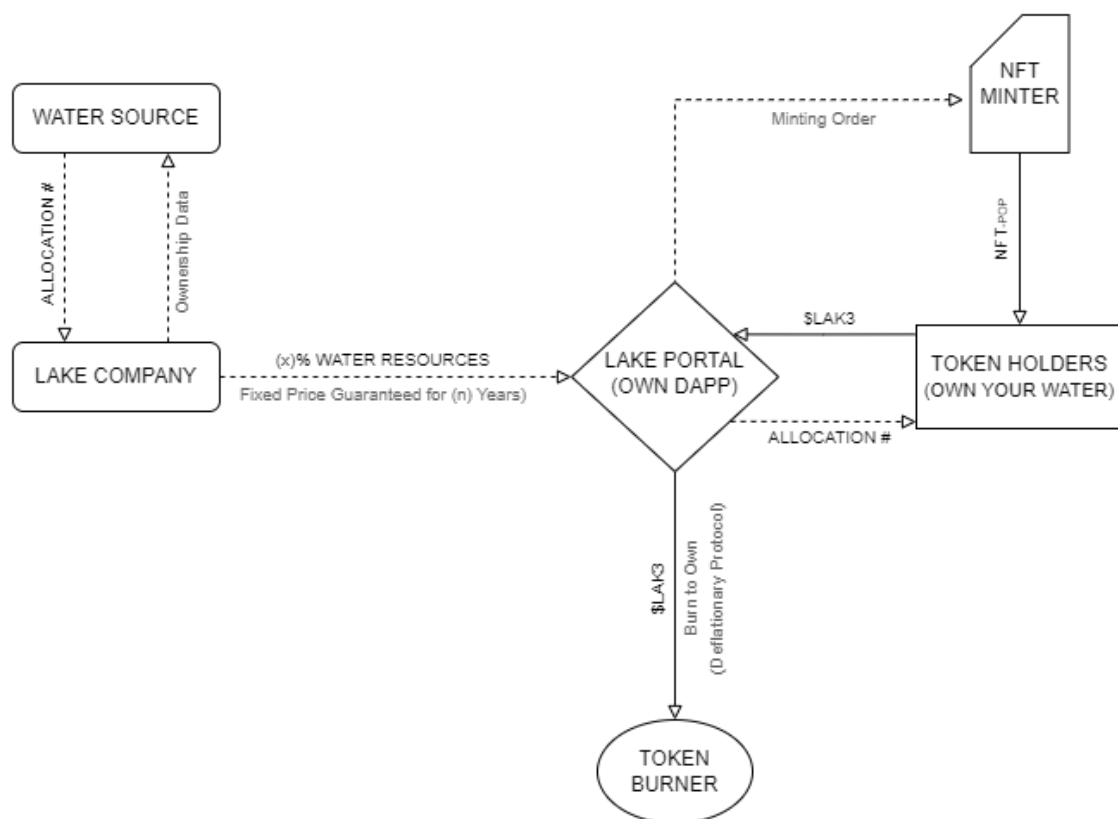 NFT
MINTER
WATER SOURCE
Minting Order
ALLOCATION #
Ownership Data
NFT-POP
$LAK3
LAKE COMPANY
(x)% WATER RESOURCES
Fixed Price Guaranteed for (n) Years)
LAKE PORTAL
(OWN DAPP)
TOKEN HOLDERS
(OWN YOUR WATER)
ALLOCATION #
$LAK3
Burn to Own
(Deflationary Protocol)
TOKEN
BURNER